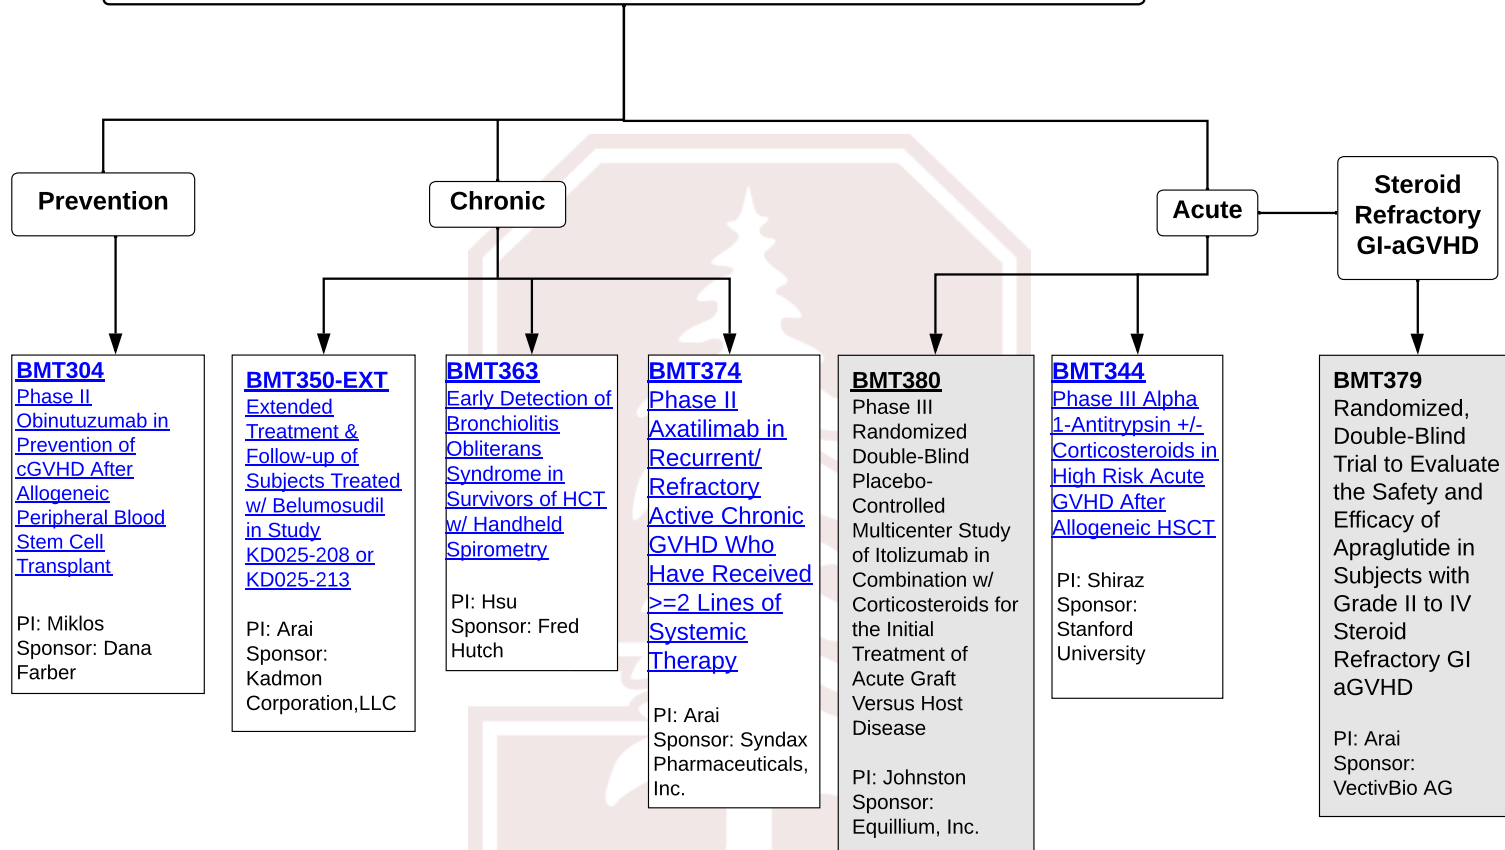 Prevention
Chronic
Acute
Steroid
Refractory
GI-aGVHD
BMT304
Phase II
Obinutuzumab in
Prevention of
cGVHD After
Allogeneic
Peripheral Blood
Stem Cell
Transplant
PI: Miklos
Sponsor: Dana
Farber
BMT350-EXT
Extended
Treatment &
Follow-up of
Subjects Treated
w/ Belumosudil
in Study
KD025-208 or
KD025-213
PI: Arai
Sponsor:
Kadmon
Corporation,LLC
BMT363
Early Detection of
Bronchiolitis
Obliterans
Syndrome in
Survivors of HCT
w/ Handheld
Spirometry
PI: Hsu
Sponsor: Fred
Hutch
BMT374
Phase II
Axatilimab in
Recurrent/
Refractory
Active Chronic
GVHD Who
Have Received
>=2 Lines of
Systemic
Therapy
PI: Arai
Sponsor: Syndax
Pharmaceuticals,
Inc.
BMT380
Phase III
Randomized
Double-Blind
Placebo-
Controlled
Multicenter Study
of Itolizumab in
Combination w/
Corticosteroids for
the Initial
Treatment of
Acute Graft
Versus Host
Disease
PI: Johnston
Sponsor:
Equillium, Inc.
BMT344
Phase III Alpha
1-Antitrypsin +/-
Corticosteroids in
High Risk Acute
GVHD After
Allogeneic HSCT
PI: Shiraz
Sponsor:
Stanford
University
BMT379
Randomized,
Double-Blind
Trial to Evaluate
the Safety and
Efficacy of
Apraglutide in
Subjects with
Grade II to IV
Steroid
Refractory GI
aGVHD
PI: Arai
Sponsor:
VectivBio AG